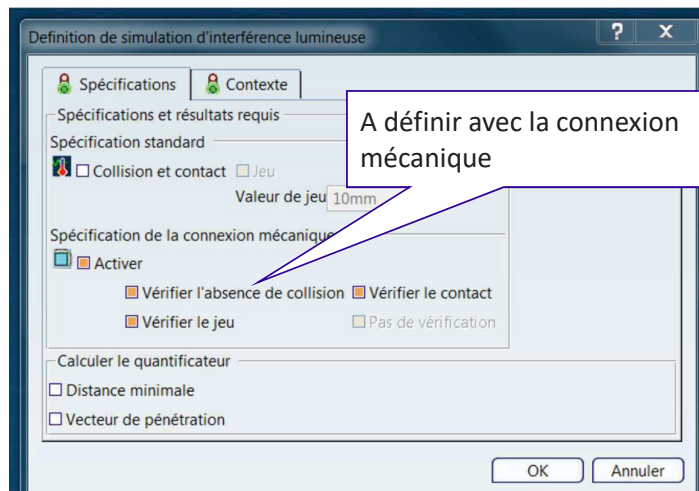 Definition de simulation d'interférence lumineuse
? X
Spécifications Contexte
Spécifications et résultats requis
A définir avec la connexion
mécanique
Spécification standard
Collision et contact Jeu
Valeur de jeu 10mm
Spécification de la connexion mécanique
Activer
Vérifier l'absence de collision Vérifier le contact
Vérifier le jeu Pas de vérification
Calculer le quantificateur
Distance minimale
Vecteur de pénétration
OK Annuler